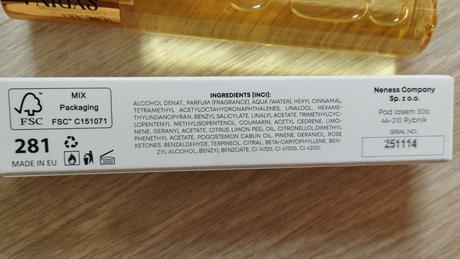 FSC
MIX
Packaging
FSC® C151071
281
MADE IN EU
INGREDIENTS [INCI]:
ALCOHOL DENAT, PARFUM (FRAGRANCE), AQUA (WATER), HEXYL CINNAMAL,
TETRAMETHYL ACETYLOCTAHYDRONAPHTHALENES, LINALOOL, HEXAME-
THYLINDANOPYRAN, BENZYL SALICYLATE, LINALYL ACETATE, TRIMETHYLCYC-
LOPENTENYL METHYLISOPENTENOL, COUMARIN, ACETYL CEDRENE, LIMO-
NENE, GERANYL ACETATE, CITRUS LIMON PEEL OIL, CITRONELLOL, DIMETHYL
PHENETHYL ACETATE, POGOSTEMON CABLIN OIL, PINENE, GERANIOL, ROSE
KETONES, BENZALDEHYDE, TERPINEOL, CITRAL, BETA-CARYOPHYLLENE, BEN-
ZYL ALCOHOL, BENZYL BENZOATE, CI 14720, CI 47005, CI 42051.
Neness Company
Sp. z o.o.
Pod lasem 50a
44-210 Rybnik
SERIAL NO.
251114